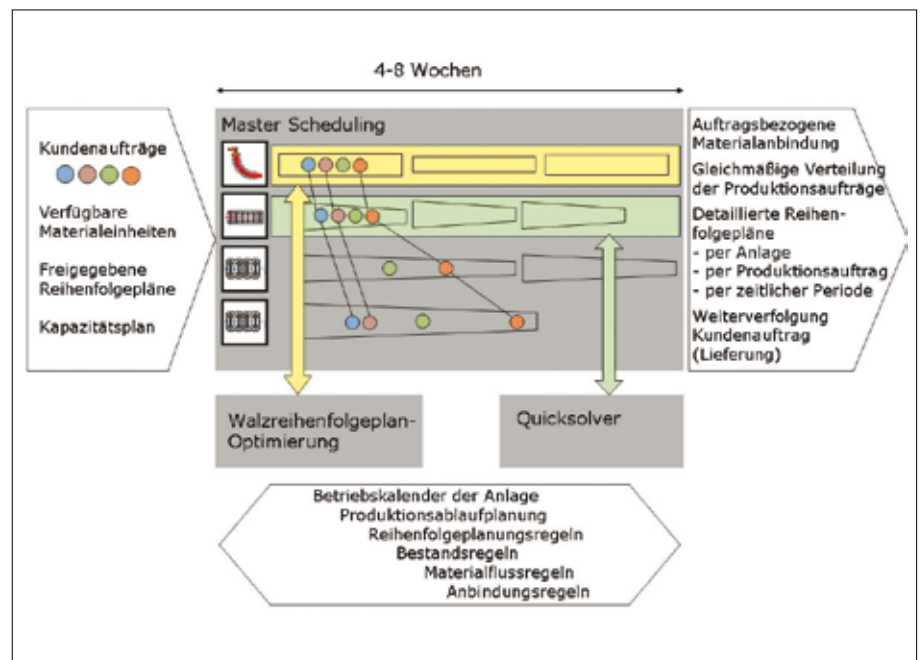 4-8 Wochen
Master Scheduling
Kundenaufträge
Verfügbare
Materialeinheiten
Freigegebene
Reihenfolgepläne
Kapazitätsplan
Auftragsbezogene
Materialanbindung
Gleichmäßige Verteilung
der Produktionsaufträge
Detaillierte Reihen-
folgepläne
- per Anlage
- per Produktionsauftrag
- per zeitlicher Periode
Weiterverfolgung
Kundenauftrag
(Lieferung)
Walzreihenfolgeplan-
Optimierung
Quicksolver
Betriebskalender der Anlage
Produktionsablaufplanung
Reihenfolgeplanungsregeln
Bestandsregeln
Materialflussregeln
Anbindungsregeln